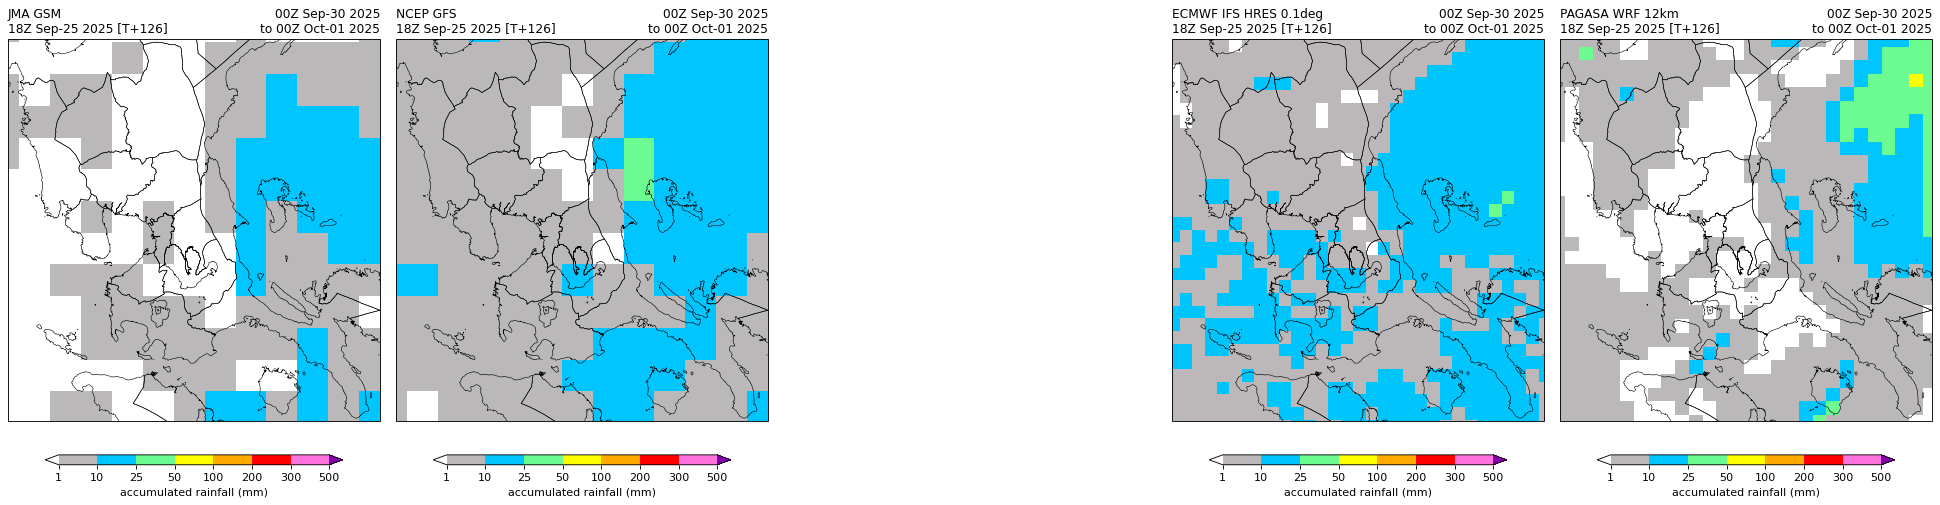 JMA GSM 00Z Sep-30 2025
18Z Sep-25 2025 [T+126] to 00Z Oct-01 2025
1 10 25 50 100 200 300 500
accumulated rainfall (mm)
NCEP GFS 00Z Sep-30 2025
18Z Sep-25 2025 [T+126] to 00Z Oct-01 2025
1 10 25 50 100 200 300 500
accumulated rainfall (mm)
ECMWF IFS HRES 0.1deg 00Z Sep-30 2025
18Z Sep-25 2025 [T+126] to 00Z Oct-01 2025
1 10 25 50 100 200 300 500
accumulated rainfall (mm)
PAGASA WRF 12km 00Z Sep-30 2025
18Z Sep-25 2025 [T+126] to 00Z Oct-01 2025
1 10 25 50 100 200 300 500
accumulated rainfall (mm)